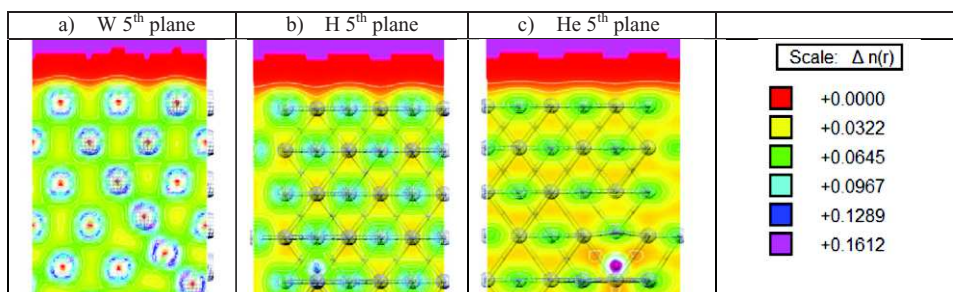 a) W 5th plane
b) H 5th plane
c) He 5th plane
Scale: Δ n(r)
+0.0000
+0.0322
+0.0645
+0.0967
+0.1289
+0.1612